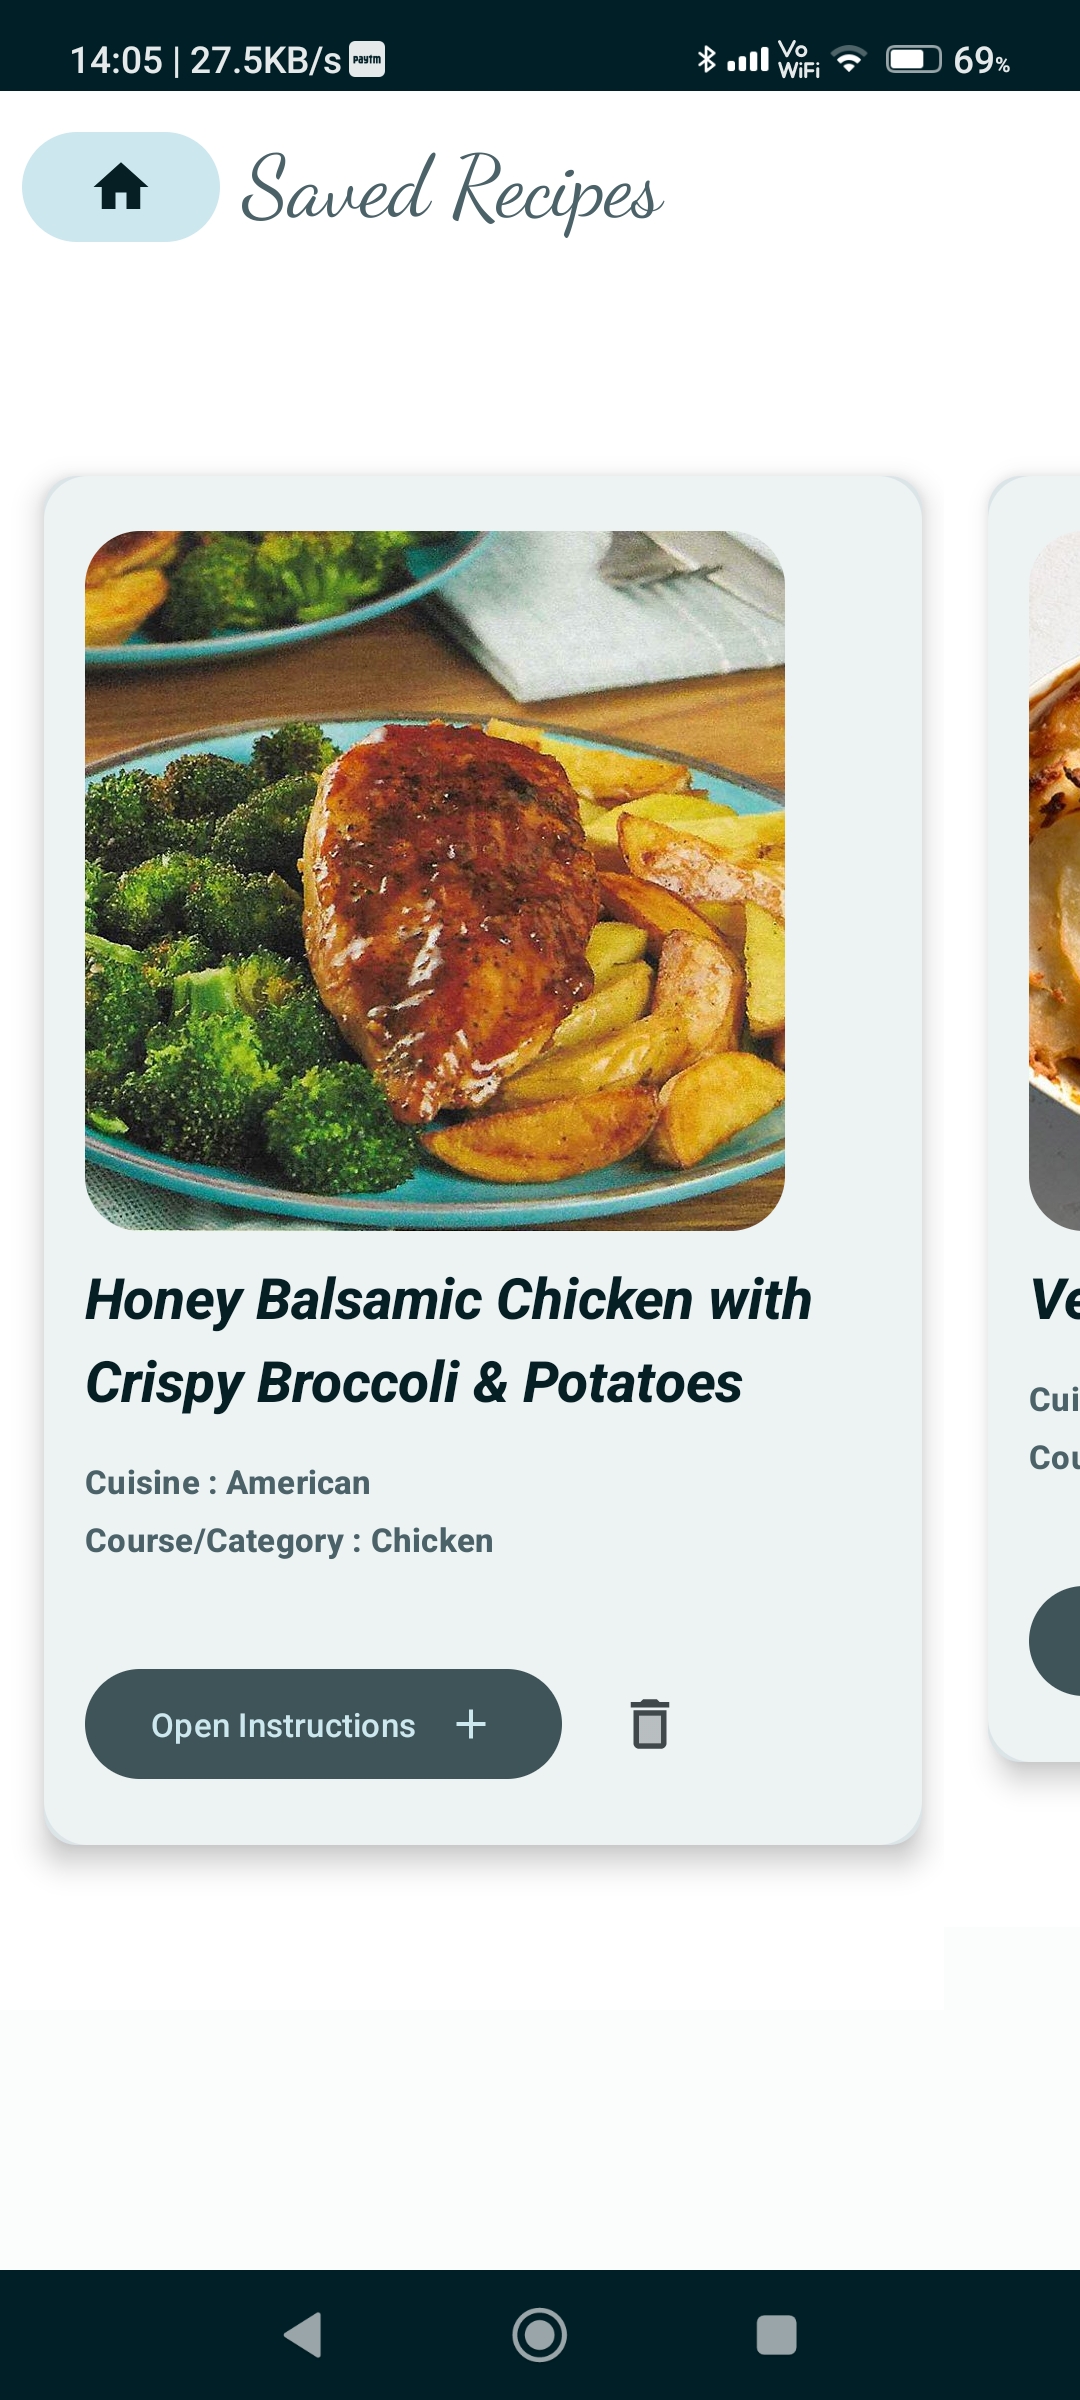 14:05 | 27.5KB/s paytm Vo WiFi 69%
Saved Recipes
Honey Balsamic Chicken with
Crispy Broccoli & Potatoes
Cuisine : American
Course/Category : Chicken
Open Instructions +
Ve
Cui
Cou